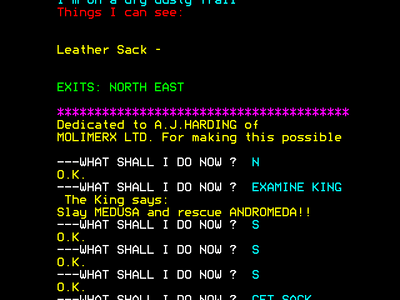 I'm on a dry dusty Trail
Things I can see:
Leather Sack -
EXITS: NORTH EAST
***************************************
Dedicated to A.J.HARDING of
MOLIMERX LTD. For making this possible
---WHAT SHALL I DO NOW ? N
O.K.
---WHAT SHALL I DO NOW ? EXAMINE KING
The King says:
Slay MEDUSA and rescue ANDROMEDA!!
---WHAT SHALL I DO NOW ? S
O.K.
---WHAT SHALL I DO NOW ? S
O.K.
---WHAT SHALL I DO NOW ? S
O.K.
---WHAT SHALL I DO NOW ? GET SACK